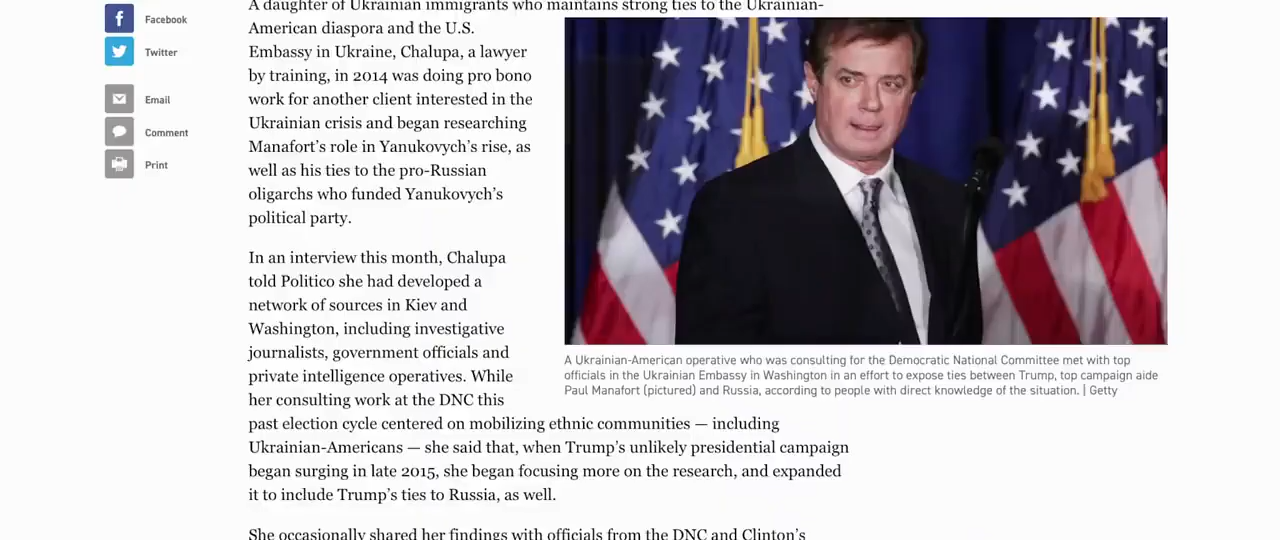 A daughter of Ukrainian immigrants who maintains strong ties to the Ukrainian-
American diaspora and the U.S.
Embassy in Ukraine, Chalupa, a lawyer
by training, in 2014 was doing pro bono
work for another client interested in the
Ukrainian crisis and began researching
Manafort's role in Yanukovych's rise, as
well as his ties to the pro-Russian
oligarchs who funded Yanukovych's
political party.
In an interview this month, Chalupa
told Politico she had developed a
network of sources in Kiev and
Washington, including investigative
journalists, government officials and
private intelligence operatives. While
her consulting work at the DNC this
past election cycle centered on mobilizing ethnic communities — including
Ukrainian-Americans — she said that, when Trump's unlikely presidential campaign
began surging in late 2015, she began focusing more on the research, and expanded
it to include Trump's ties to Russia, as well.
She occasionally shared her findings with officials from the DNC and Clinton's
Facebook
Twitter
Email
Comment
Print
A Ukrainian-American operative who was consulting for the Democratic National Committee met with top
officials in the Ukrainian Embassy in Washington in an effort to expose ties between Trump, top campaign aide
Paul Manafort (pictured) and Russia, according to people with direct knowledge of the situation. | Getty